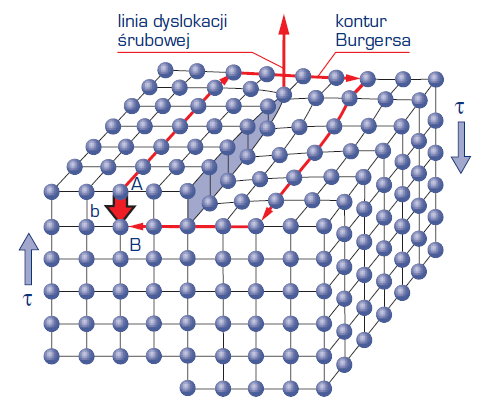 linia dyslokacji
śrubowej
kontur
Burgersa
τ
A
b
B
τ